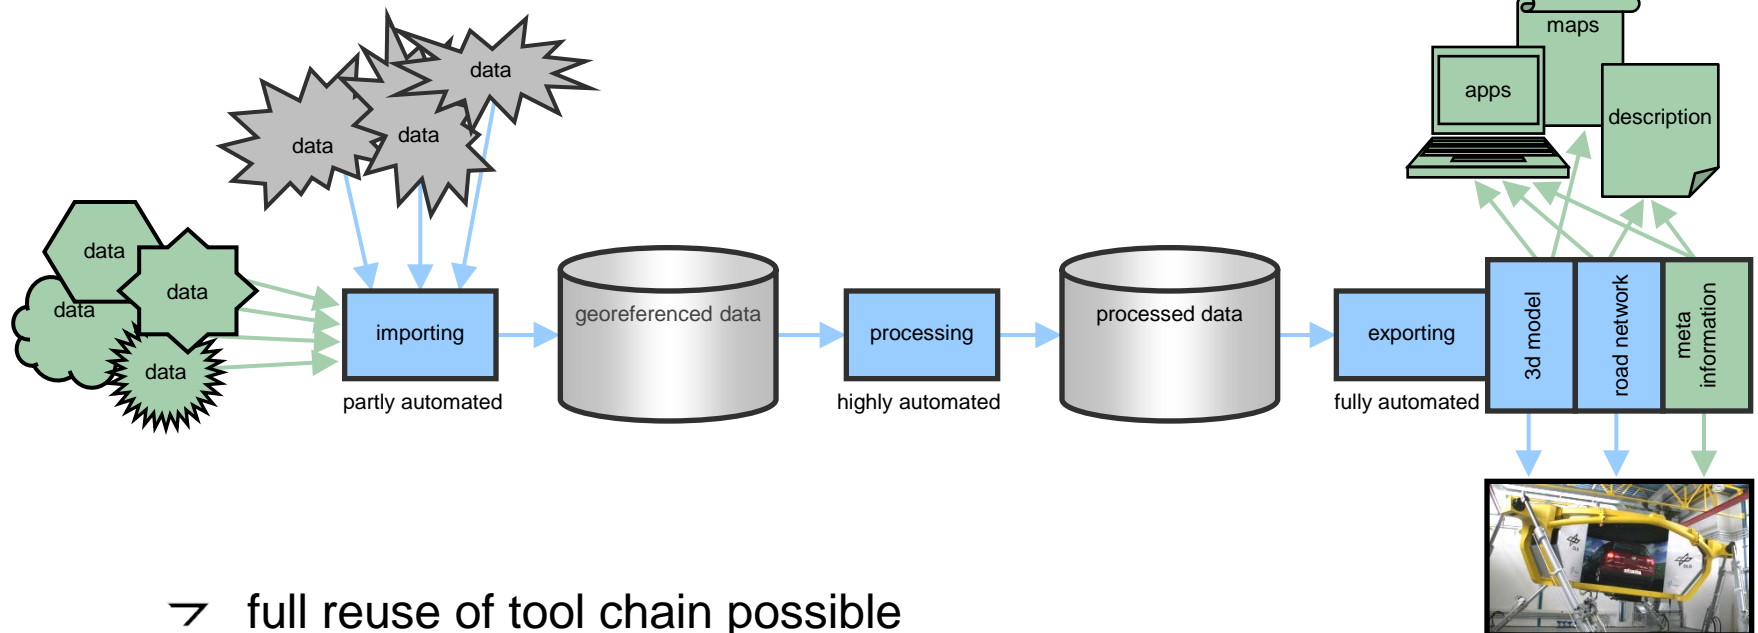 data
data
data
data
data
data
data
importing
partly automated
georeferenced data
processing
highly automated
processed data
exporting
fully automated
3d model
road network
meta
information
maps
apps
description
DLR
full reuse of tool chain possible